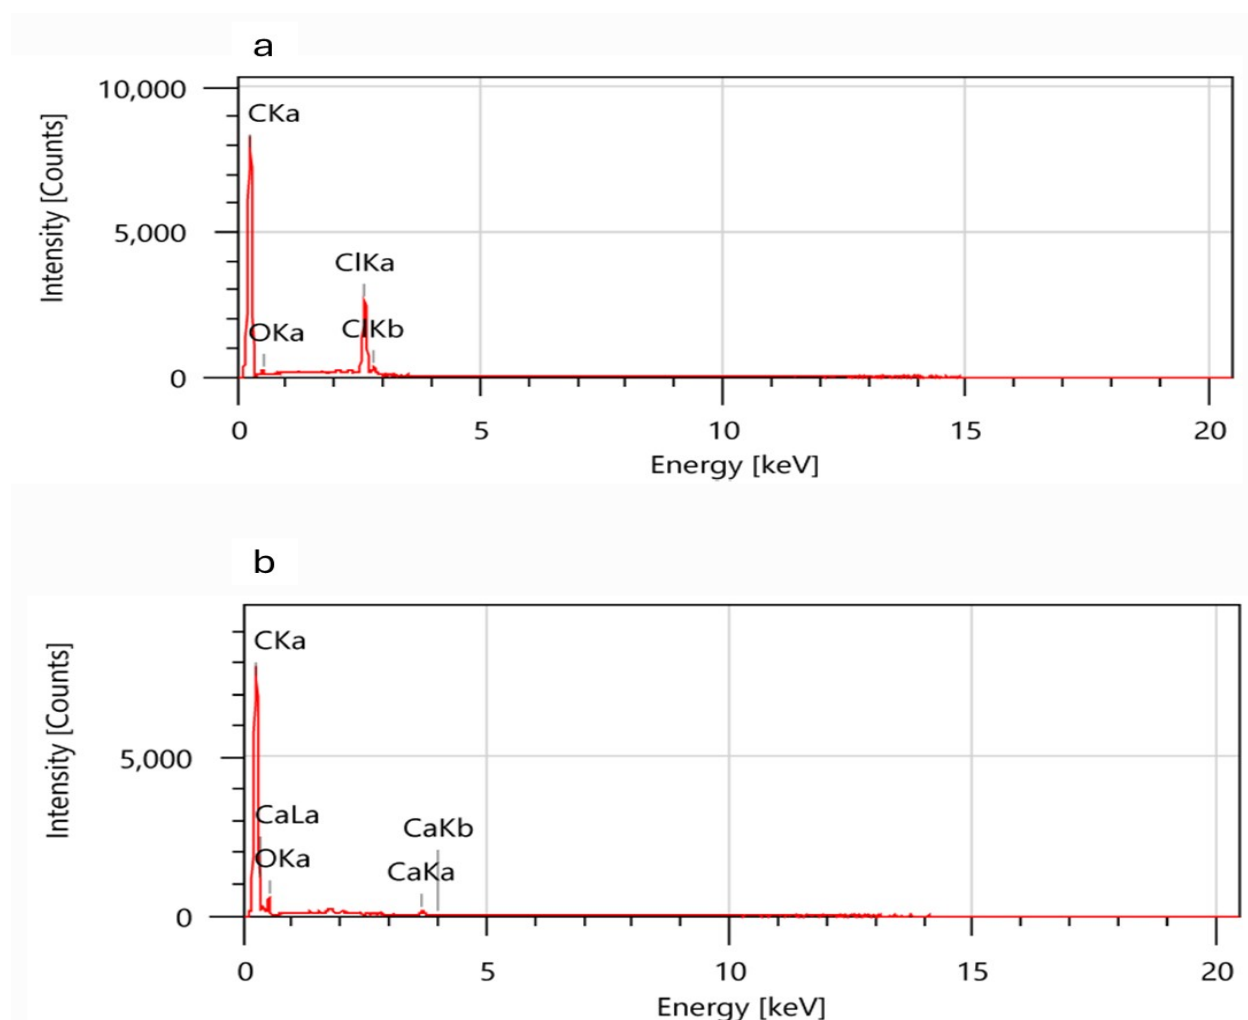 a
10,000
CKa
Intensity [Counts]
5,000
ClKa
OKa
ClKb
0
0 5 10 15 20
Energy [keV]
b
CKa
Intensity [Counts]
5,000
CaLa
CaKb
OKa
CaKa
0
0 5 10 15 20
Energy [keV]